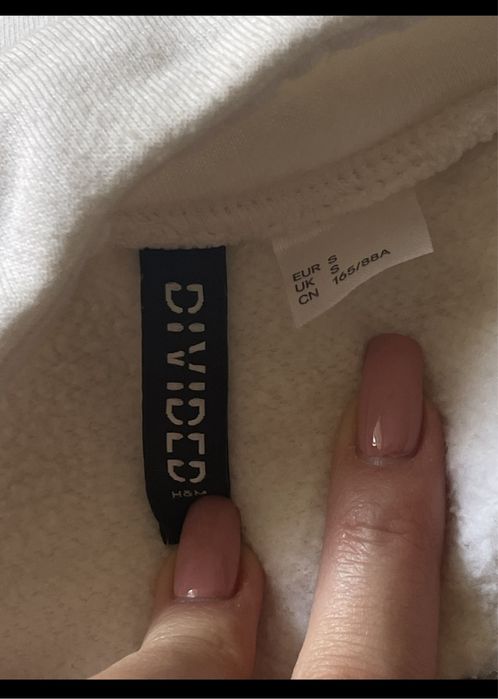 DIVIDED
H&M
EUR S
UK S
CN 165/88A